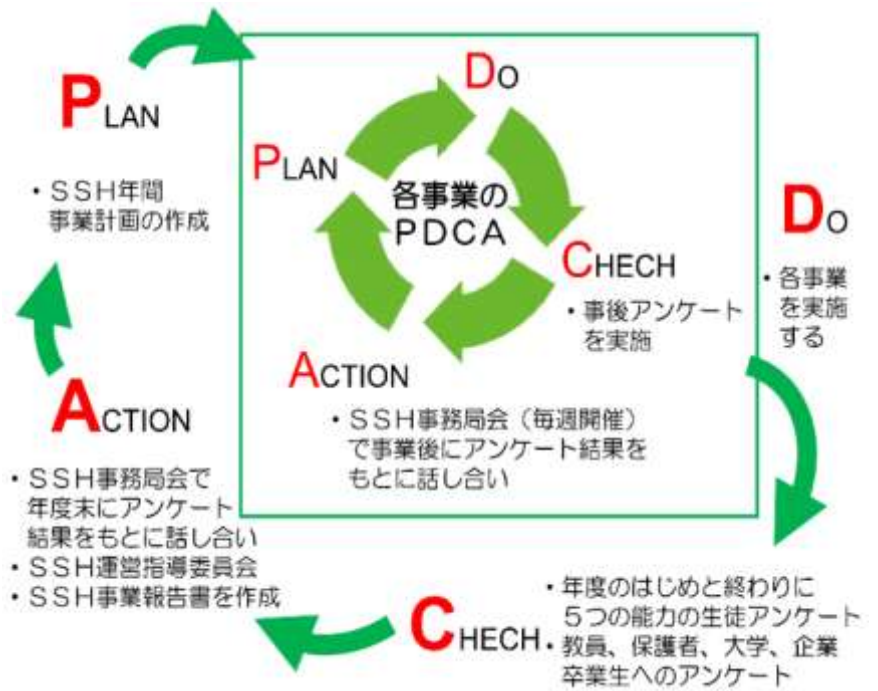 PLAN
・ＳＳＨ年間
事業計画の作成
DO
PLAN
各事業の
ＰＤＣＡ
CHECH
・事後アンケート
を実施
ACTION
・ＳＳＨ事務局会（毎週開催）
で事業後にアンケート結果を
もとに話し合い
DO
・各事業
を実施
する
CHECH
・年度のはじめと終わりに
５つの能力の生徒アンケート
・教員、保護者、大学、企業
卒業生へのアンケート
ACTION
・ＳＳＨ事務局会で
年度末にアンケート
結果をもとに話し合い
・ＳＳＨ運営指導委員会
・ＳＳＨ事業報告書を作成